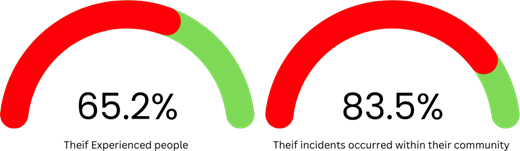 65.2%
Theif Experienced people
83.5%
Theif incidents occurred within their community